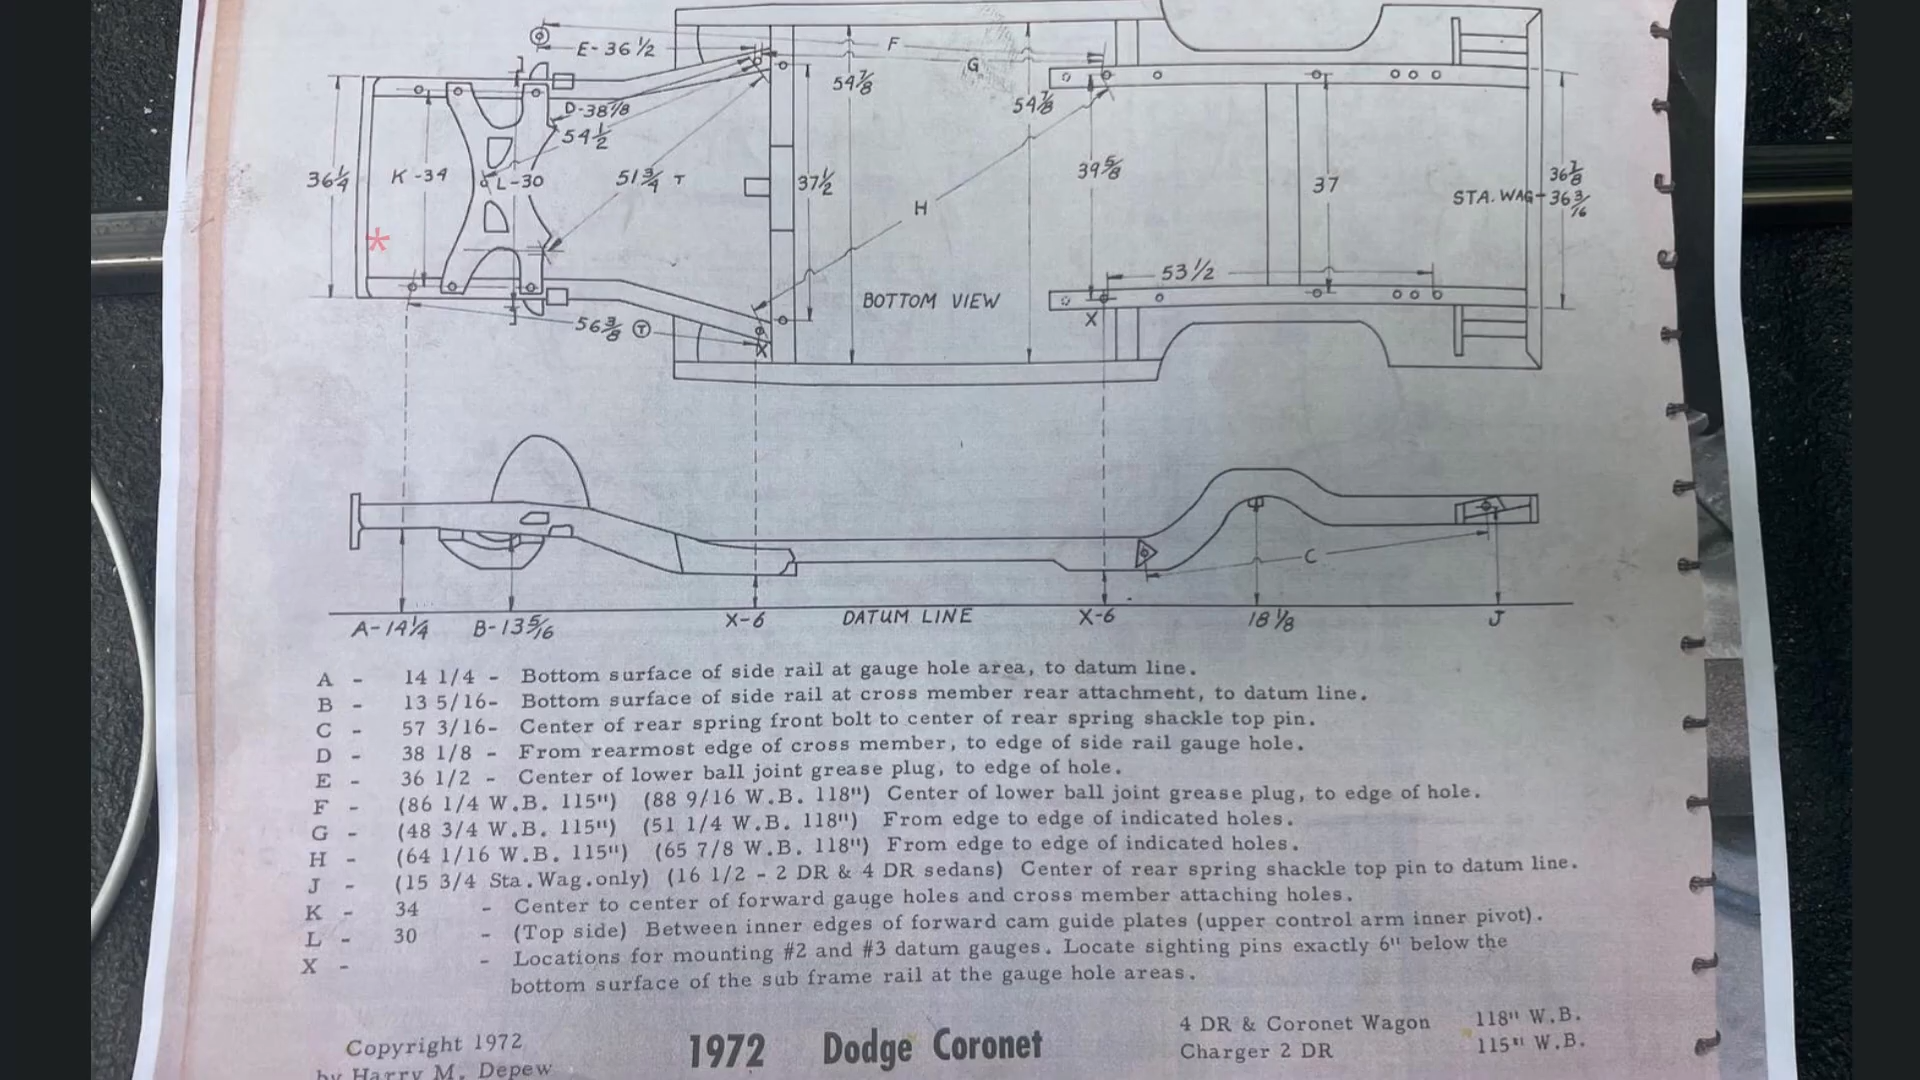 E-36 1/2
F
G
54 7/8
54 7/8
D-38 7/8
54 1/2
36 1/4
K-34
L-30
51 3/4 T
37 1/2
39 5/8
37
36 7/8
STA. WAG-36 3/16
H
53 1/2
BOTTOM VIEW
X
56 3/8 T
X
C
A-14 1/4
B-13 5/16
X-6
DATUM LINE
X-6
18 1/8
J
A - 14 1/4 - Bottom surface of side rail at gauge hole area, to datum line.
B - 13 5/16- Bottom surface of side rail at cross member rear attachment, to datum line.
C - 57 3/16- Center of rear spring front bolt to center of rear spring shackle top pin.
D - 38 1/8 - From rearmost edge of cross member, to edge of side rail gauge hole.
E - 36 1/2 - Center of lower ball joint grease plug, to edge of hole.
F - (86 1/4 W.B. 115") (88 9/16 W.B. 118") Center of lower ball joint grease plug, to edge of hole.
G - (48 3/4 W.B. 115") (51 1/4 W.B. 118") From edge to edge of indicated holes.
H - (64 1/16 W.B. 115") (65 7/8 W.B. 118") From edge to edge of indicated holes.
J - (15 3/4 Sta.Wag.only) (16 1/2 - 2 DR & 4 DR sedans) Center of rear spring shackle top pin to datum line.
K - 34 - Center to center of forward gauge holes and cross member attaching holes.
L - 30 - (Top side) Between inner edges of forward cam guide plates (upper control arm inner pivot).
X - - Locations for mounting #2 and #3 datum gauges. Locate sighting pins exactly 6" below the
bottom surface of the sub frame rail at the gauge hole areas.
Copyright 1972
by Harry M. Depew
1972 Dodge Coronet
4 DR & Coronet Wagon 118" W.B.
Charger 2 DR 115" W.B.